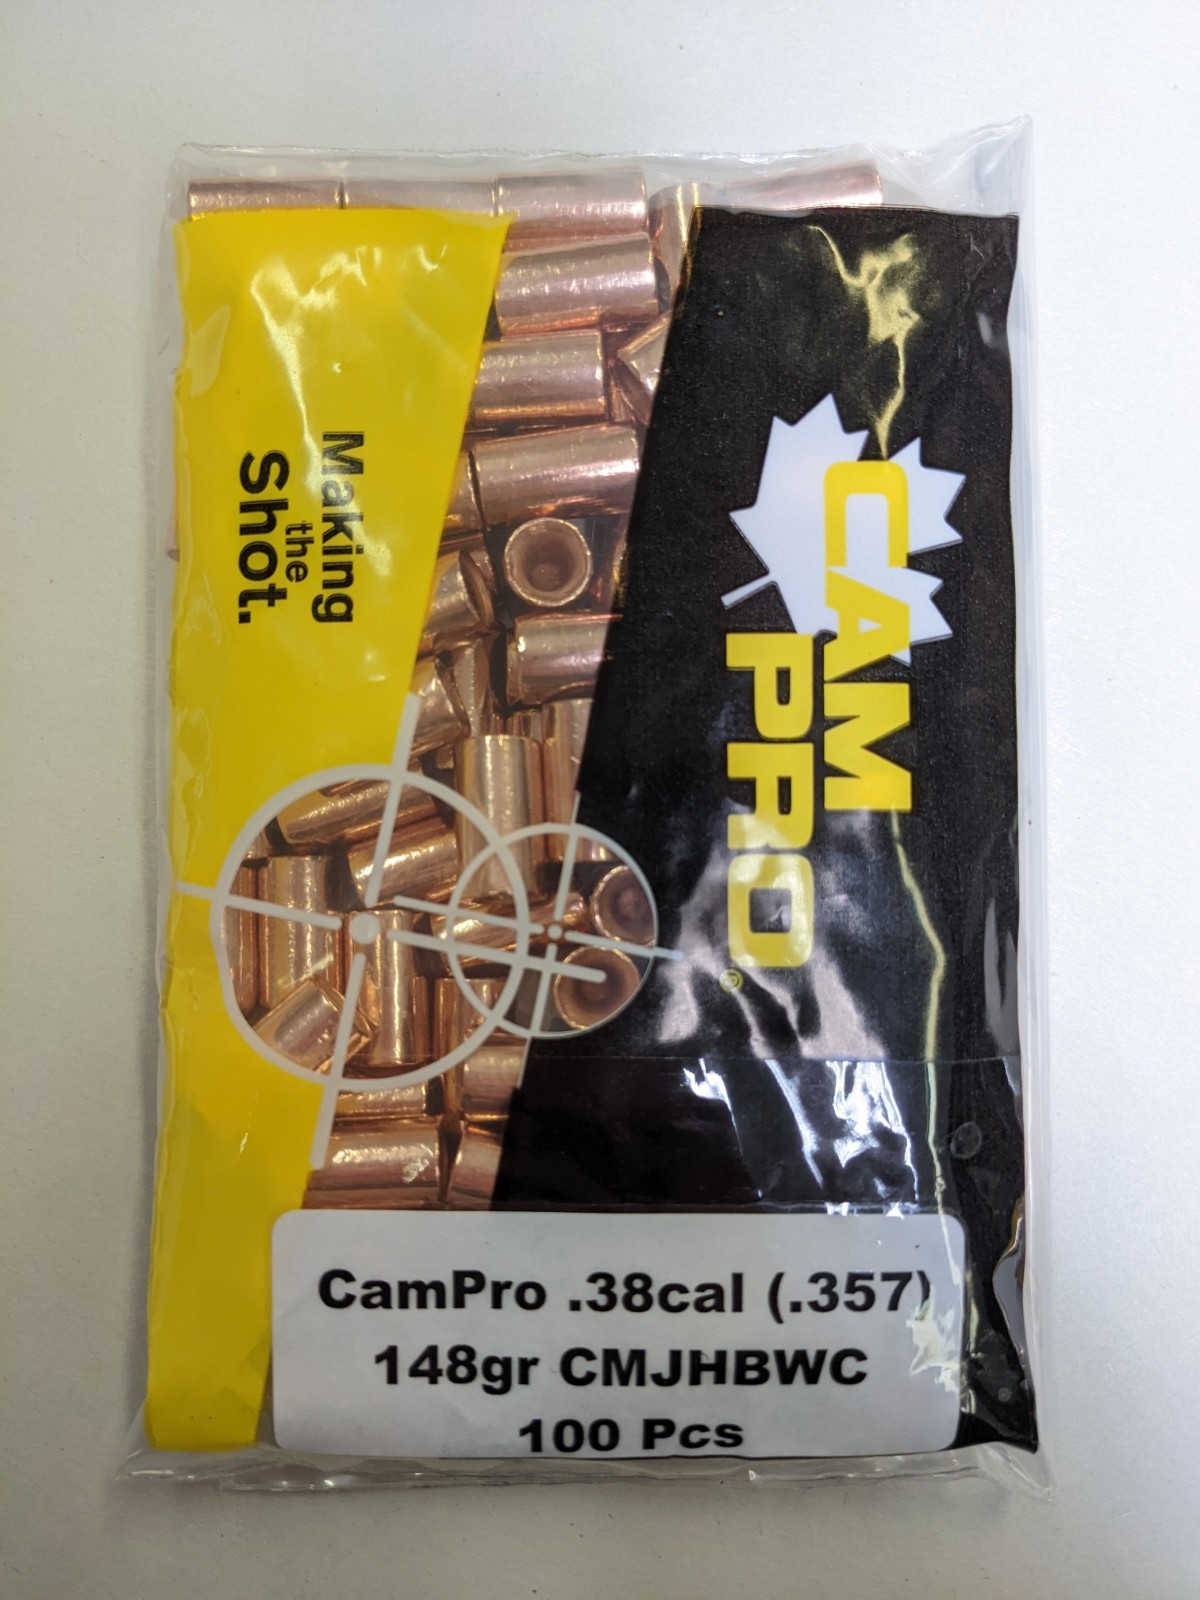 CAM
PRO®
Making
the
Shot.
CamPro .38cal (.357)
148gr CMJHBWC
100 Pcs